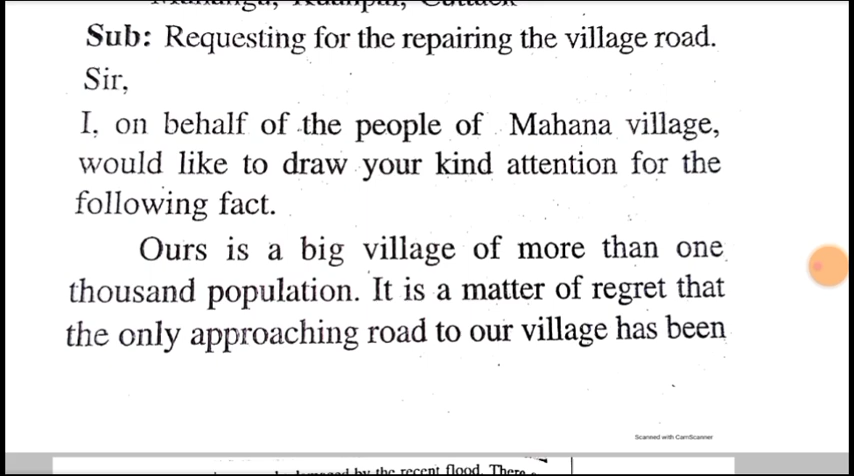 Sub: Requesting for the repairing the village road.
Sir,
I, on behalf of the people of Mahana village,
would like to draw your kind attention for the
following fact.
Ours is a big village of more than one
thousand population. It is a matter of regret that
the only approaching road to our village has been
Scanned with CamScanner
by the recent flood. There